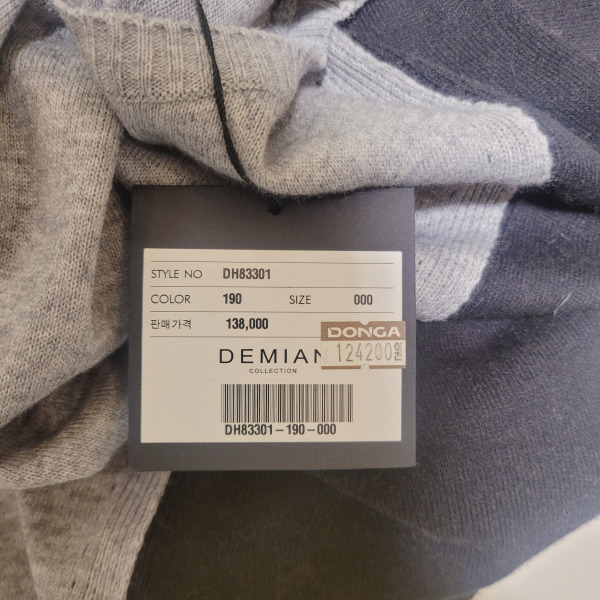 STYLE NO DH83301
COLOR 190 SIZE 000
판매가격 138,000
DONGA
124200원
DEMIAN
COLLECTION
DH83301-190-000